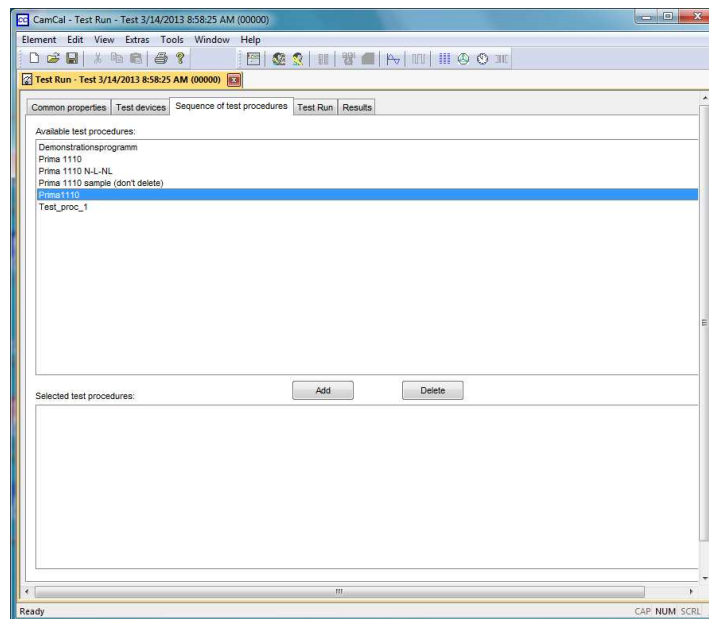 CamCal - Test Run - Test 3/14/2013 8:58:25 AM (00000)
Element Edit View Extras Tools Window Help
Test Run - Test 3/14/2013 8:58:25 AM (00000)
Common properties Test devices Sequence of test procedures Test Run Results
Available test procedures:
Demonstrationsprogramm
Prima 1110
Prima 1110 N-L-NL
Prima 1110 sample (don't delete)
Prima1110
Test_proc_1
Add Delete
Selected test procedures:
Ready CAP NUM SCRL